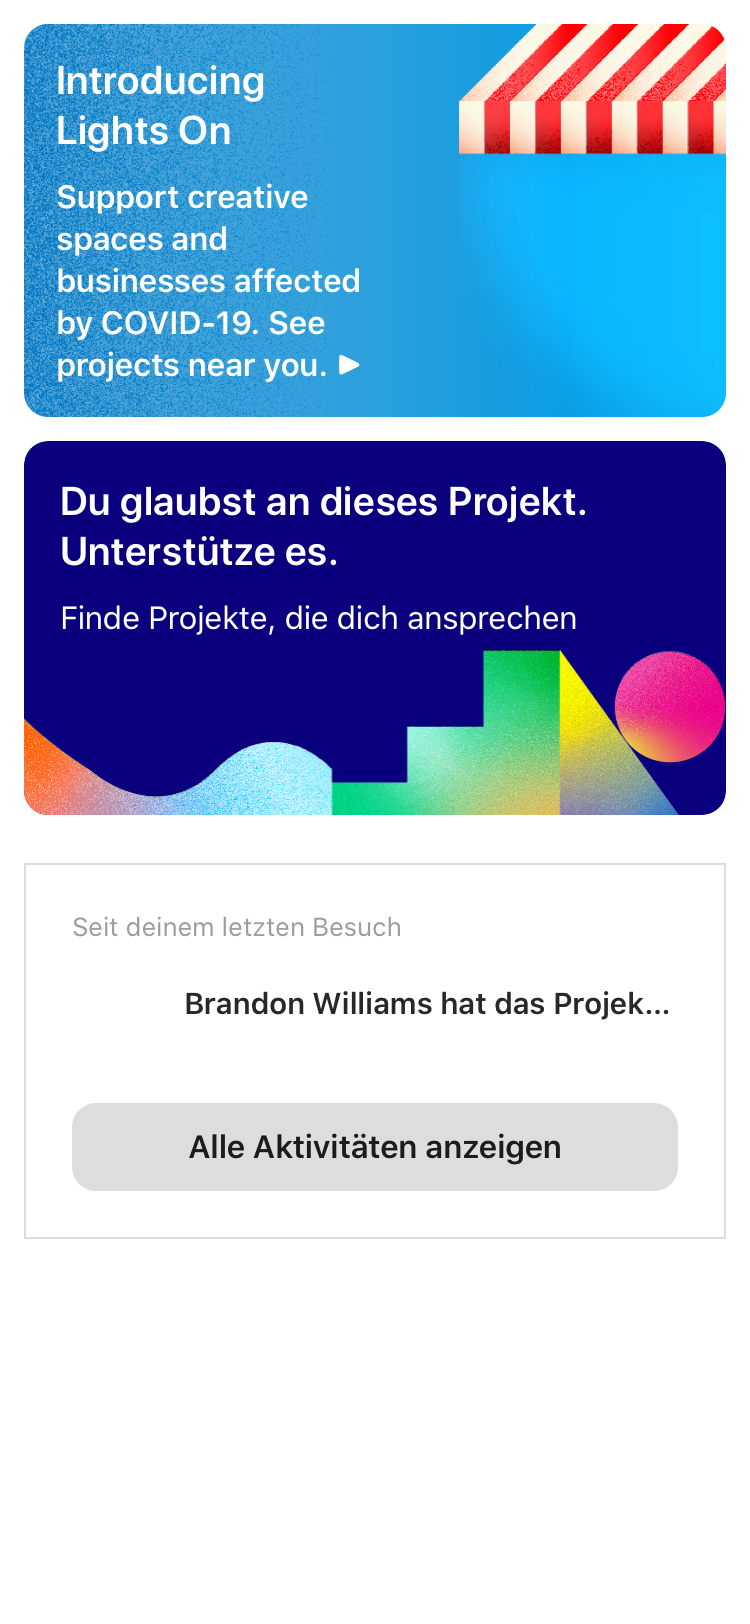 Introducing
Lights On
Support creative
spaces and
businesses affected
by COVID-19. See
projects near you. ►
Du glaubst an dieses Projekt.
Unterstütze es.
Finde Projekte, die dich ansprechen
Seit deinem letzten Besuch
Brandon Williams hat das Projek...
Alle Aktivitäten anzeigen